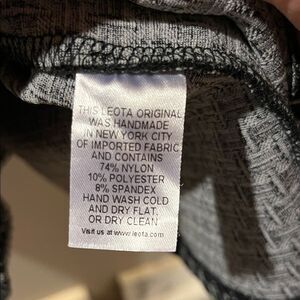 THIS LEOTA ORIGINAL
WAS HANDMADE
IN NEW YORK CITY
OF IMPORTED FABRIC
AND CONTAINS
74% NYLON
10% POLYESTER
8% SPANDEX
HAND WASH COLD
AND DRY FLAT,
OR DRY CLEAN
Visit us at www.leota.com